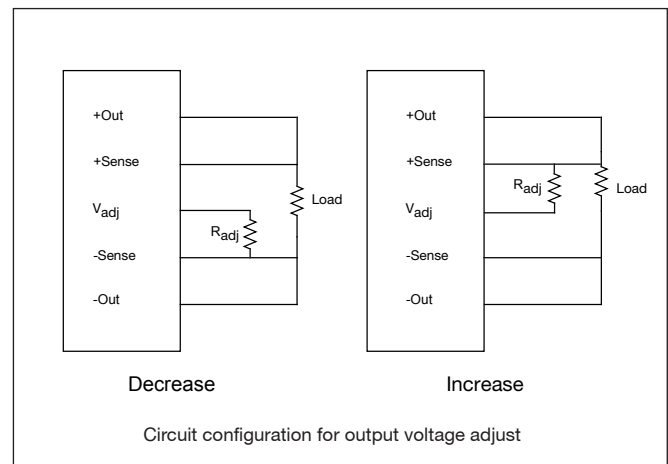 +Out
+Sense
Vadj
-Sense
-Out
Radj
Load
Decrease
+Out
+Sense
Vadj
-Sense
-Out
Radj
Load
Increase
Circuit configuration for output voltage adjust